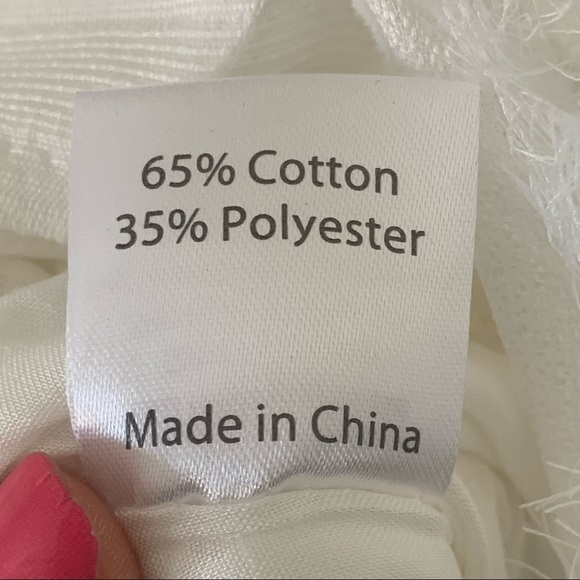 65% Cotton
35% Polyester
Made in China